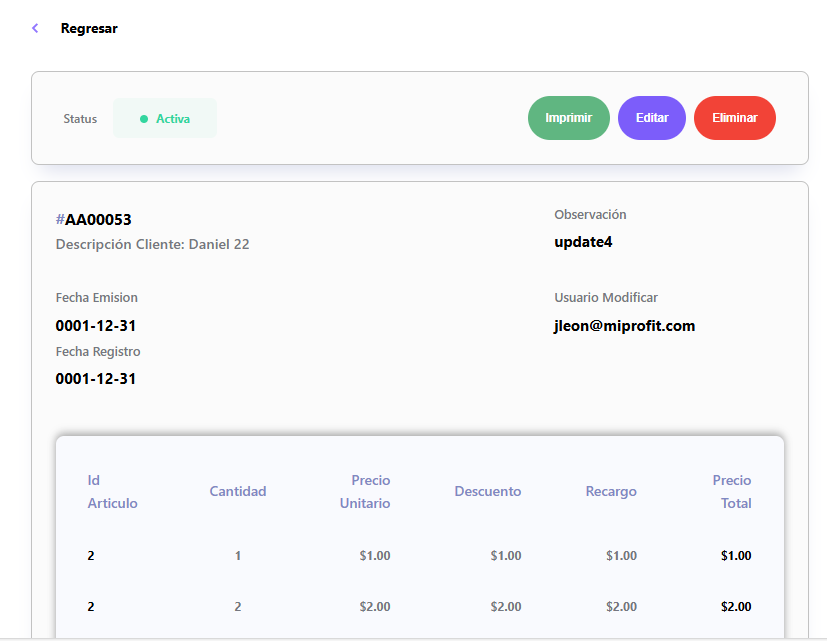 Regresar
Status
Activa
Imprimir
Editar
Eliminar
#AA00053
Descripción Cliente: Daniel 22
Observación
update4
Fecha Emision
0001-12-31
Usuario Modificar
jleon@miprofit.com
Fecha Registro
0001-12-31
Id Articulo Cantidad Precio Unitario Descuento Recargo Precio Total
2 1 $1.00 $1.00 $1.00 $1.00
2 2 $2.00 $2.00 $2.00 $2.00